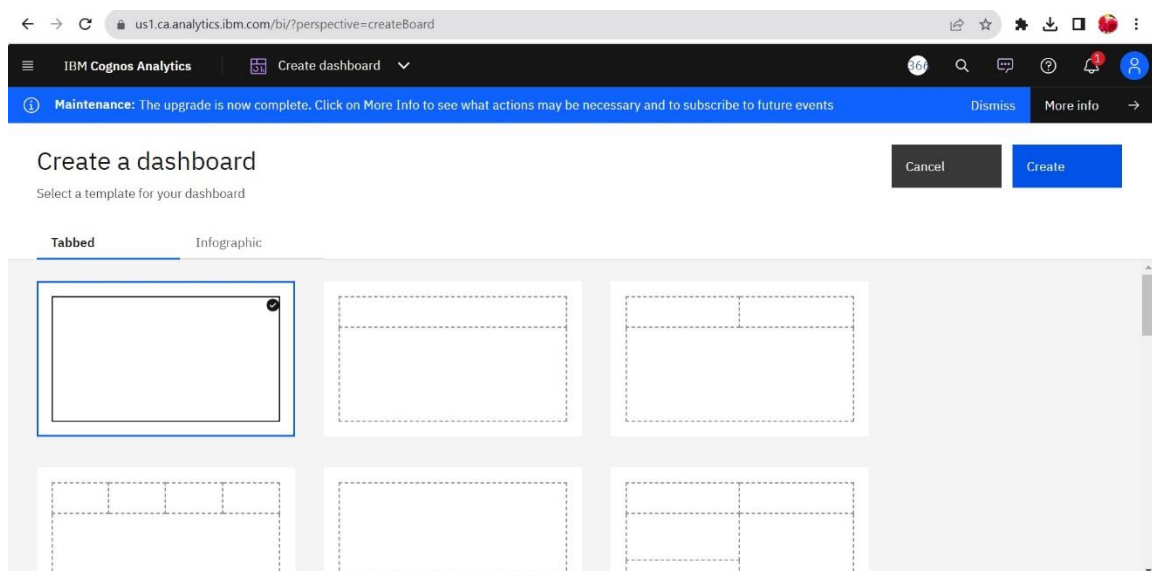 us1.ca.analytics.ibm.com/bi/?perspective=createBoard
IBM Cognos Analytics Create dashboard 366 1
Maintenance: The upgrade is now complete. Click on More Info to see what actions may be necessary and to subscribe to future events Dismiss More info
Create a dashboard Cancel Create
Select a template for your dashboard
Tabbed Infographic